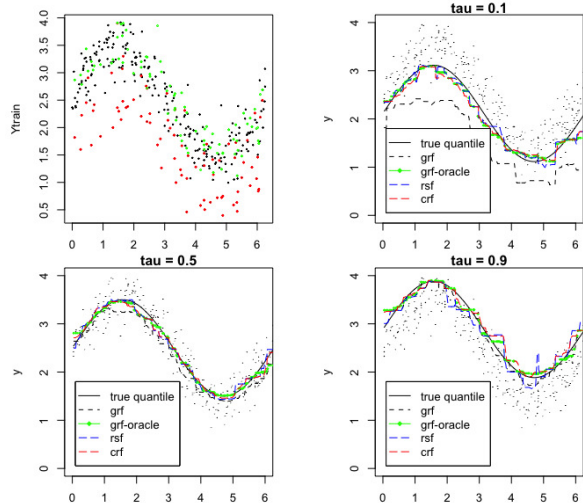 tau = 0.1
Ytrain
0.5 1.0 1.5 2.0 2.5 3.0 3.5 4.0
0 1 2 3 4 5 6
y
0 1 2 3 4
true quantile
grf
grf-oracle
rsf
crf
0 1 2 3 4 5 6
tau = 0.5
y
0 1 2 3 4
true quantile
grf
grf-oracle
rsf
crf
0 1 2 3 4 5 6
tau = 0.9
y
0 1 2 3 4
true quantile
grf
grf-oracle
rsf
crf
0 1 2 3 4 5 6